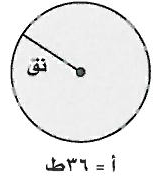 نق
أ = ٣٦ط